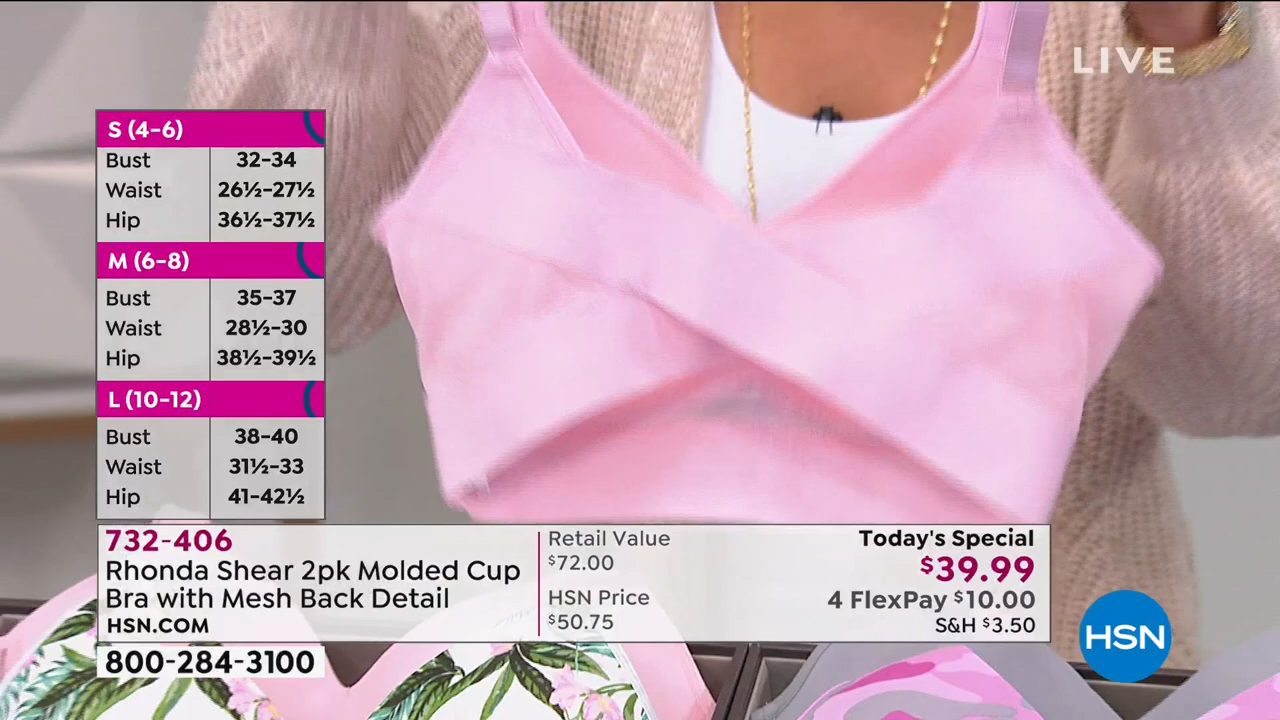 LIVE
S (4-6)
Bust 32-34
Waist 26½-27½
Hip 36½-37½
M (6-8)
Bust 35-37
Waist 28½-30
Hip 38½-39½
L (10-12)
Bust 38-40
Waist 31½-33
Hip 41-42½
732-406
Rhonda Shear 2pk Molded Cup
Bra with Mesh Back Detail
HSN.COM
800-284-3100
Retail Value
$72.00
HSN Price
$50.75
Today's Special
$39.99
4 FlexPay $10.00
S&H $3.50
HSN